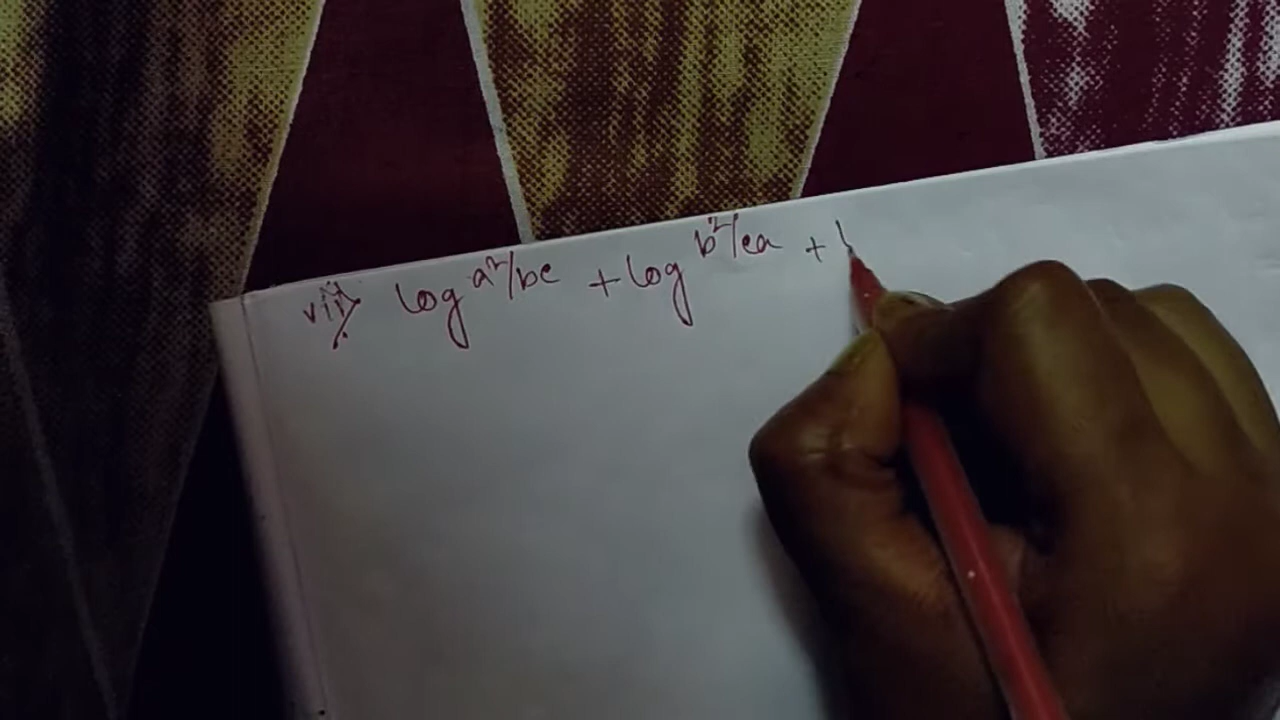 vii) log a²/bc + log b²/ca +